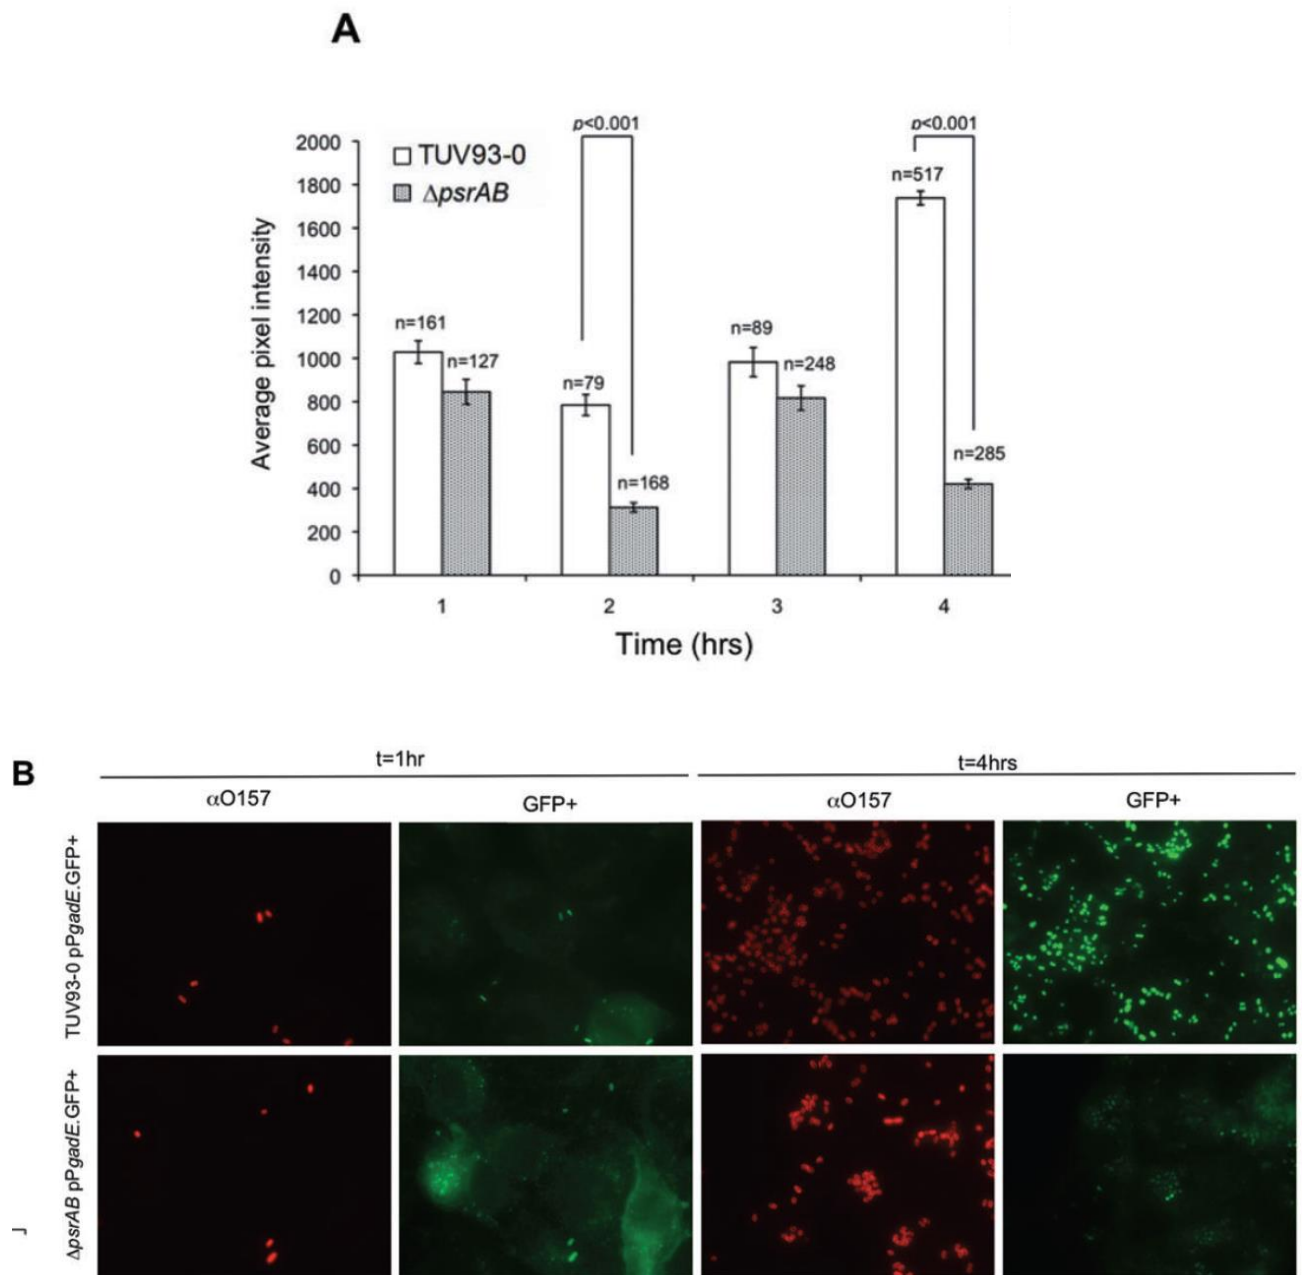 A
p<0.001
p<0.001
2000
1800
1600
1400
1200
1000
800
600
400
200
0
Average pixel intensity
TUV93-0
ΔpsrAB
n=161
n=127
n=79
n=168
n=89
n=248
n=517
n=285
1
2
3
4
Time (hrs)
B
t=1hr
t=4hrs
αO157
GFP+
αO157
GFP+
TUV93-0 pPgadE.GFP+
ΔpsrAB pPgadE.GFP+